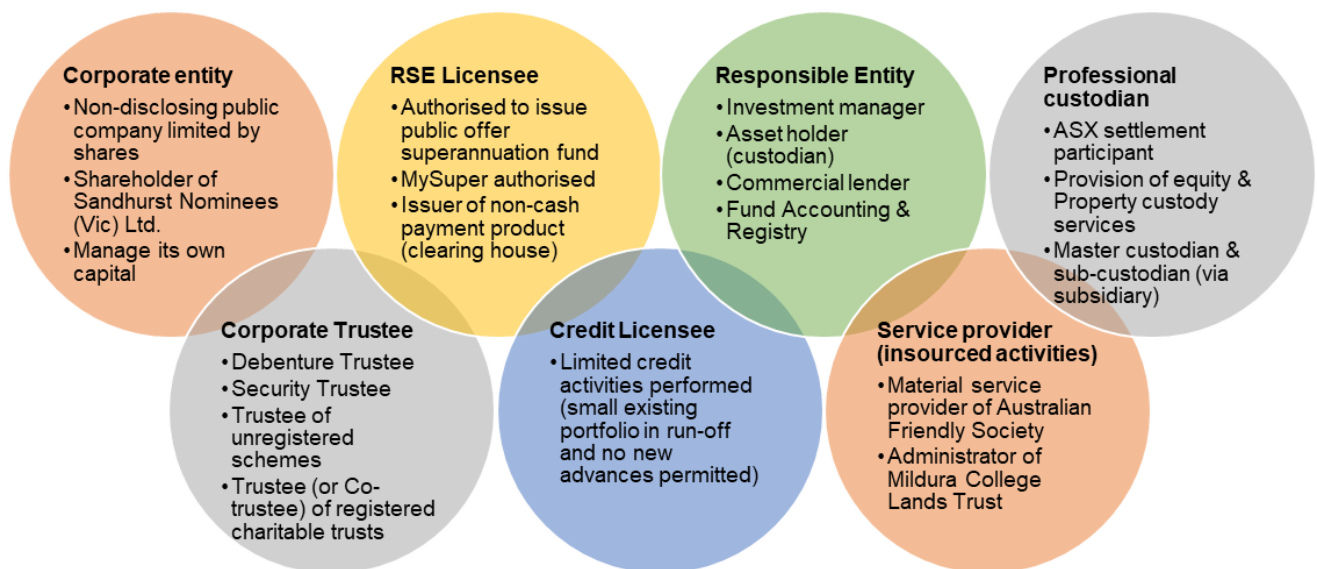 Corporate entity
•Non-disclosing public
company limited by
shares
•Shareholder of
Sandhurst Nominees
(Vic) Ltd.
•Manage its own
capital
RSE Licensee
•Authorised to issue
public offer
superannuation fund
•MySuper authorised
•Issuer of non-cash
payment product
(clearing house)
Responsible Entity
•Investment manager
•Asset holder
(custodian)
•Commercial lender
•Fund Accounting &
Registry
Professional
custodian
•ASX settlement
participant
•Provision of equity &
Property custody
services
•Master custodian &
sub-custodian (via
subsidiary)
Corporate Trustee
•Debenture Trustee
•Security Trustee
•Trustee of
unregistered
schemes
•Trustee (or Co-
trustee) of registered
charitable trusts
Credit Licensee
•Limited credit
activities performed
(small existing
portfolio in run-off
and no new
advances permitted)
Service provider
(insourced activities)
•Material service
provider of Australian
Friendly Society
•Administrator of
Mildura College
Lands Trust